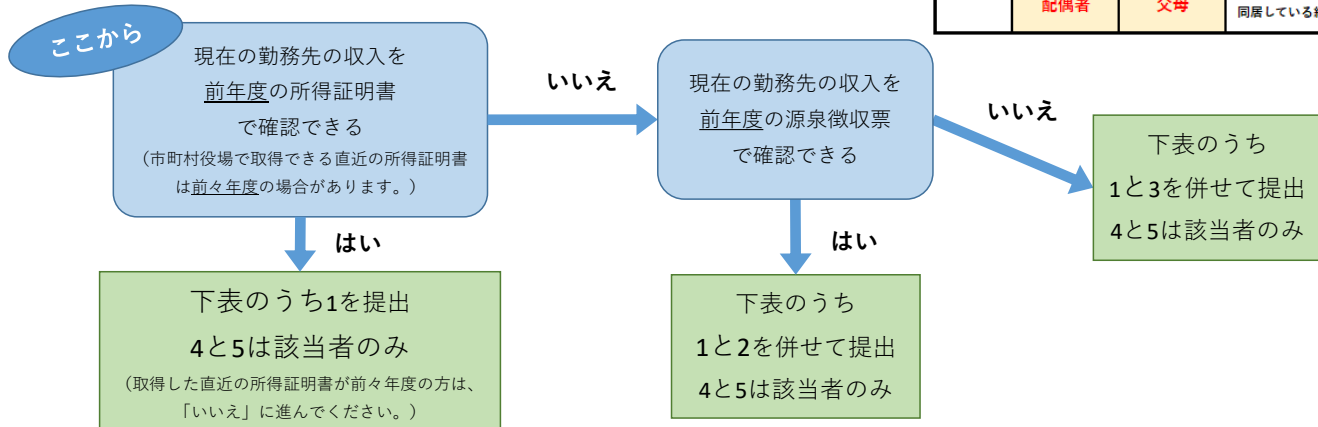 配偶者
父母
同居している
ここから
現在の勤務先の収入を
前年度の所得証明書
で確認できる
(市町村役場で取得できる直近の所得証明書
は前々年度の場合があります。)
いいえ
現在の勤務先の収入を
前年度の源泉徴収票
で確認できる
いいえ
下表のうち
1と3を併せて提出
4と5は該当者のみ
はい
下表のうち1を提出
4と5は該当者のみ
(取得した直近の所得証明書が前々年度の方は、
「いいえ」に進んでください。)
はい
下表のうち
1と2を併せて提出
4と5は該当者のみ